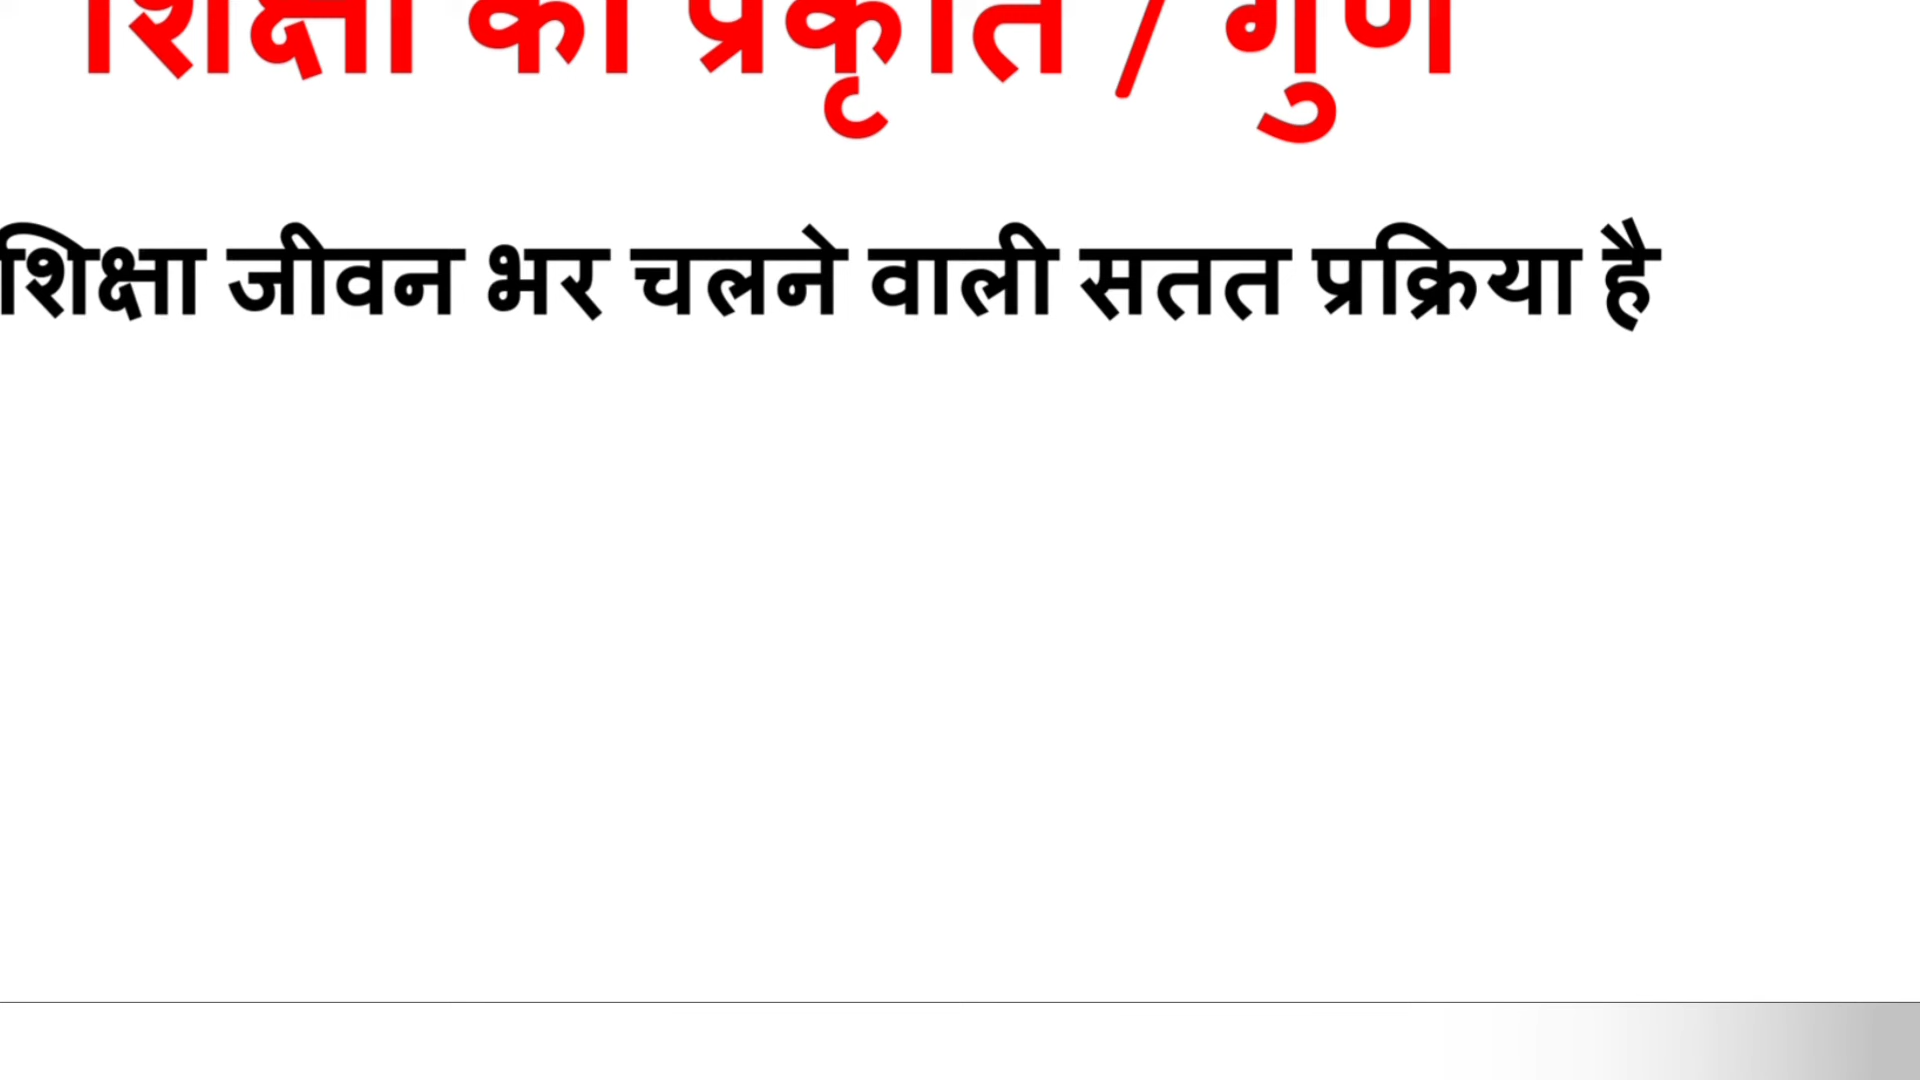 शिक्षा की प्रकृति / गुण
शिक्षा जीवन भर चलने वाली सतत प्रक्रिया है